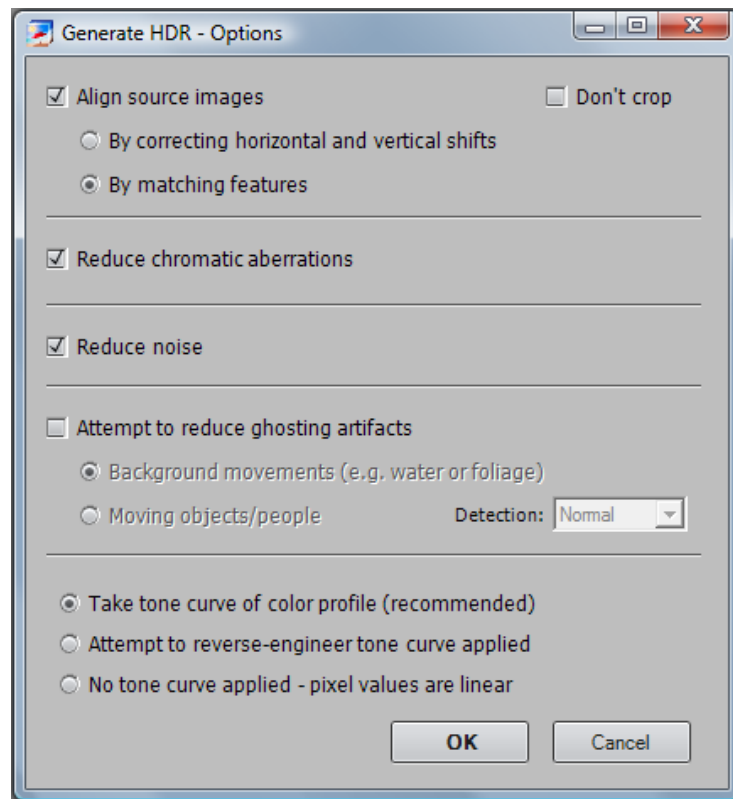 Generate HDR - Options
Align source images Don't crop
By correcting horizontal and vertical shifts
By matching features
Reduce chromatic aberrations
Reduce noise
Attempt to reduce ghosting artifacts
Background movements (e.g. water or foliage)
Moving objects/people Detection: Normal
Take tone curve of color profile (recommended)
Attempt to reverse-engineer tone curve applied
No tone curve applied - pixel values are linear
OK Cancel